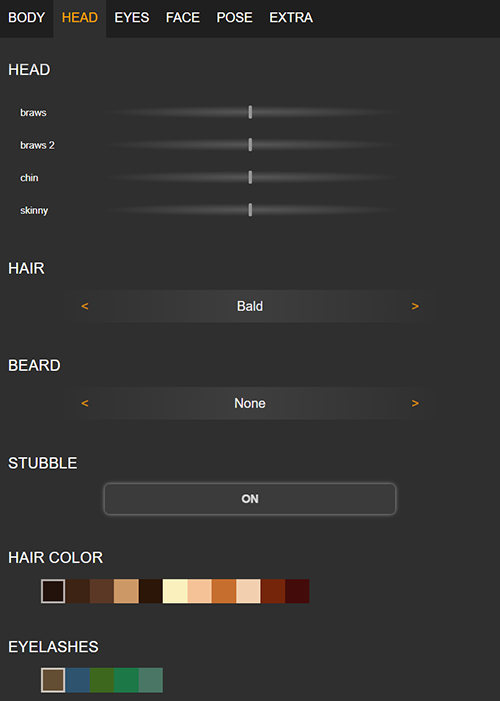 BODY HEAD EYES FACE POSE EXTRA
HEAD
braws
braws 2
chin
skinny
HAIR
< Bald >
BEARD
< None >
STUBBLE
ON
HAIR COLOR
EYELASHES